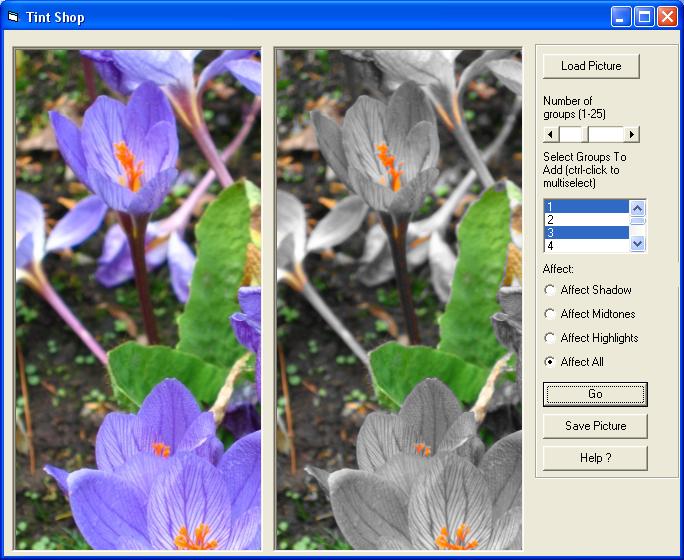 Tint Shop
Load Picture
Number of
groups (1-25)
Select Groups To
Add (ctrl-click to
multiselect)
1
2
3
4
Affect:
Affect Shadow
Affect Midtones
Affect Highlights
Affect All
Go
Save Picture
Help ?